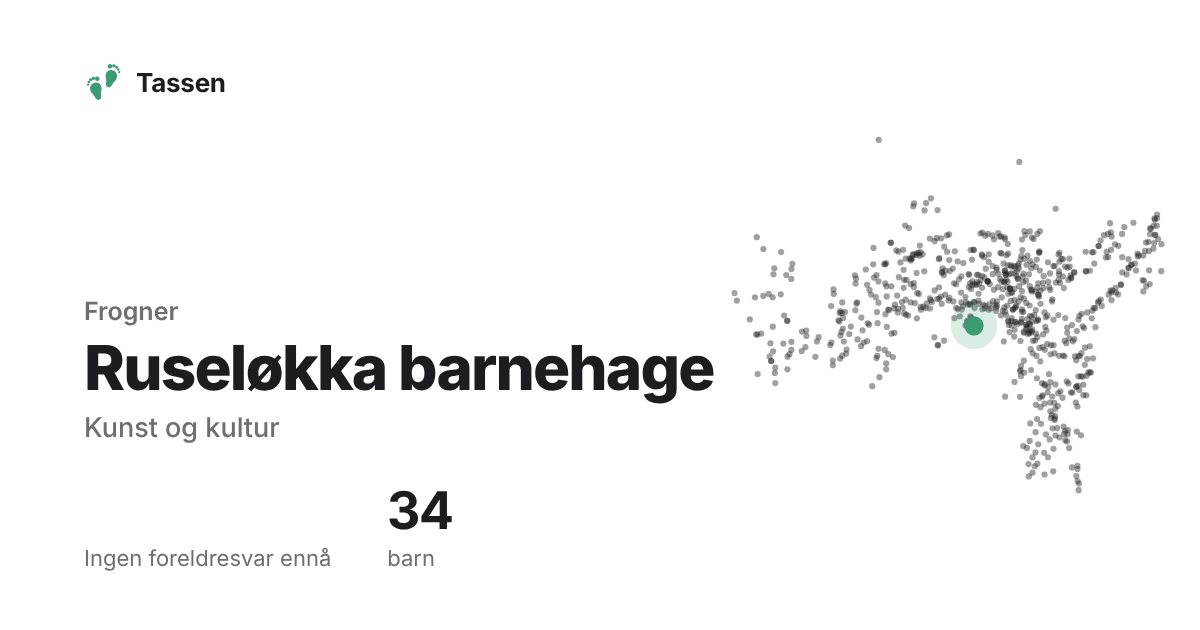 Tassen
Frogner
Ruseløkka barnehage
Kunst og kultur
34
Ingen foreldresvar ennå
barn